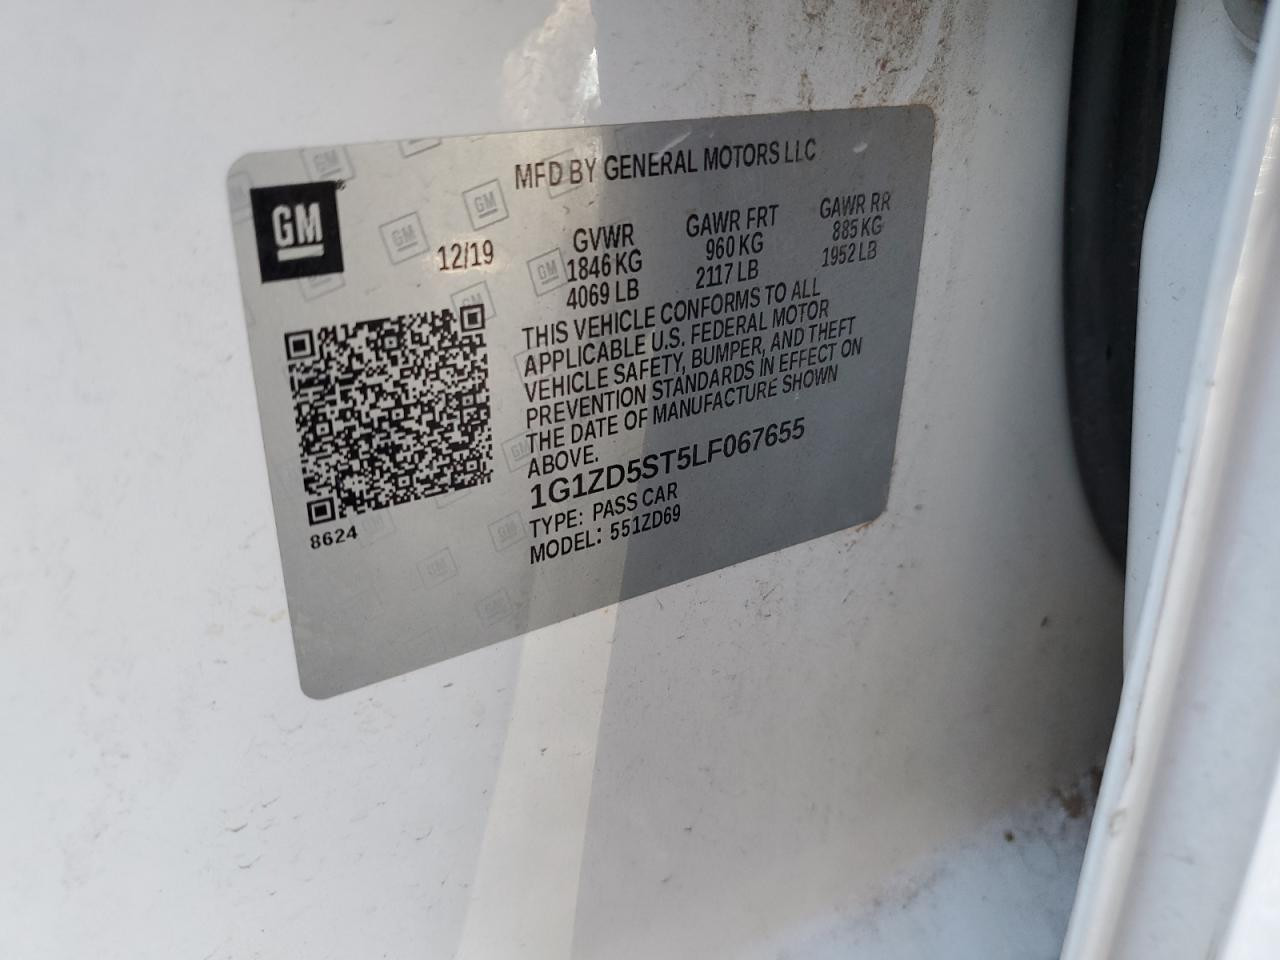 MFD BY GENERAL MOTORS LLC
GM
12/19
GVWR
1846 KG
4069 LB
GAWR FRT
960 KG
2117 LB
GAWR RR
885 KG
1952 LB
THIS VEHICLE CONFORMS TO ALL
APPLICABLE U.S. FEDERAL MOTOR
VEHICLE SAFETY, BUMPER, AND THEFT
PREVENTION STANDARDS IN EFFECT ON
THE DATE OF MANUFACTURE SHOWN
ABOVE.
1G1ZD5ST5LF067655
TYPE: PASS CAR
MODEL: 551ZD69
8624